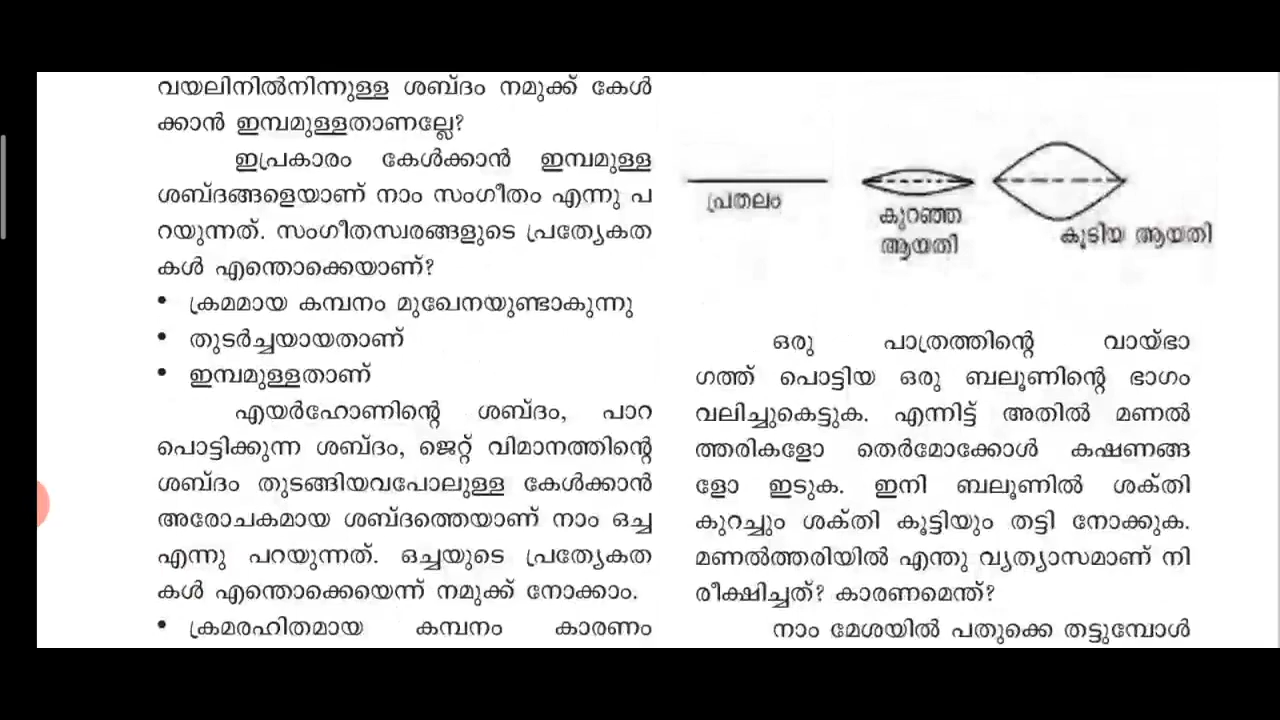 വയലിനിൽനിന്നുള്ള ശബ്ദം നമുക്ക് കേൾ
ക്കാൻ ഇമ്പമുള്ളതാണല്ലേ?
ഇപ്രകാരം കേൾക്കാൻ ഇമ്പമുള്ള
ശബ്ദങ്ങളെയാണ് നാം സംഗീതം എന്നു പ
റയുന്നത്. സംഗീതസ്വരങ്ങളുടെ പ്രത്യേകത
കൾ എന്തൊക്കെയാണ്?
• ക്രമമായ കമ്പനം മുഖേനയുണ്ടാകുന്നു
• തുടർച്ചയായതാണ്
• ഇമ്പമുള്ളതാണ്
എയർഹോണിന്റെ ശബ്ദം, പാറ
പൊട്ടിക്കുന്ന ശബ്ദം, ജെറ്റ് വിമാനത്തിന്റെ
ശബ്ദം തുടങ്ങിയവപോലുള്ള കേൾക്കാൻ
അരോചകമായ ശബ്ദത്തെയാണ് നാം ഒച്ച
എന്നു പറയുന്നത്. ഒച്ചയുടെ പ്രത്യേകത
കൾ എന്തൊക്കെയെന്ന് നമുക്ക് നോക്കാം.
• ക്രമരഹിതമായ കമ്പനം കാരണം
പ്രതലം
കുറഞ്ഞ
ആയതി
കൂടിയ ആയതി
ഒരു പാത്രത്തിന്റെ വായ്ഭാ
ഗത്ത് പൊട്ടിയ ഒരു ബലൂണിന്റെ ഭാഗം
വലിച്ചുകെട്ടുക. എന്നിട്ട് അതിൽ മണൽ
ത്തരികളോ തെർമോക്കോൾ കഷണങ്ങ
ളോ ഇടുക. ഇനി ബലൂണിൽ ശക്തി
കുറച്ചും ശക്തി കൂട്ടിയും തട്ടി നോക്കുക.
മണൽത്തരിയിൽ എന്തു വ്യത്യാസമാണ് നി
രീക്ഷിച്ചത്? കാരണമെന്ത്?
നാം മേശയിൽ പതുക്കെ തട്ടുമ്പോൾ